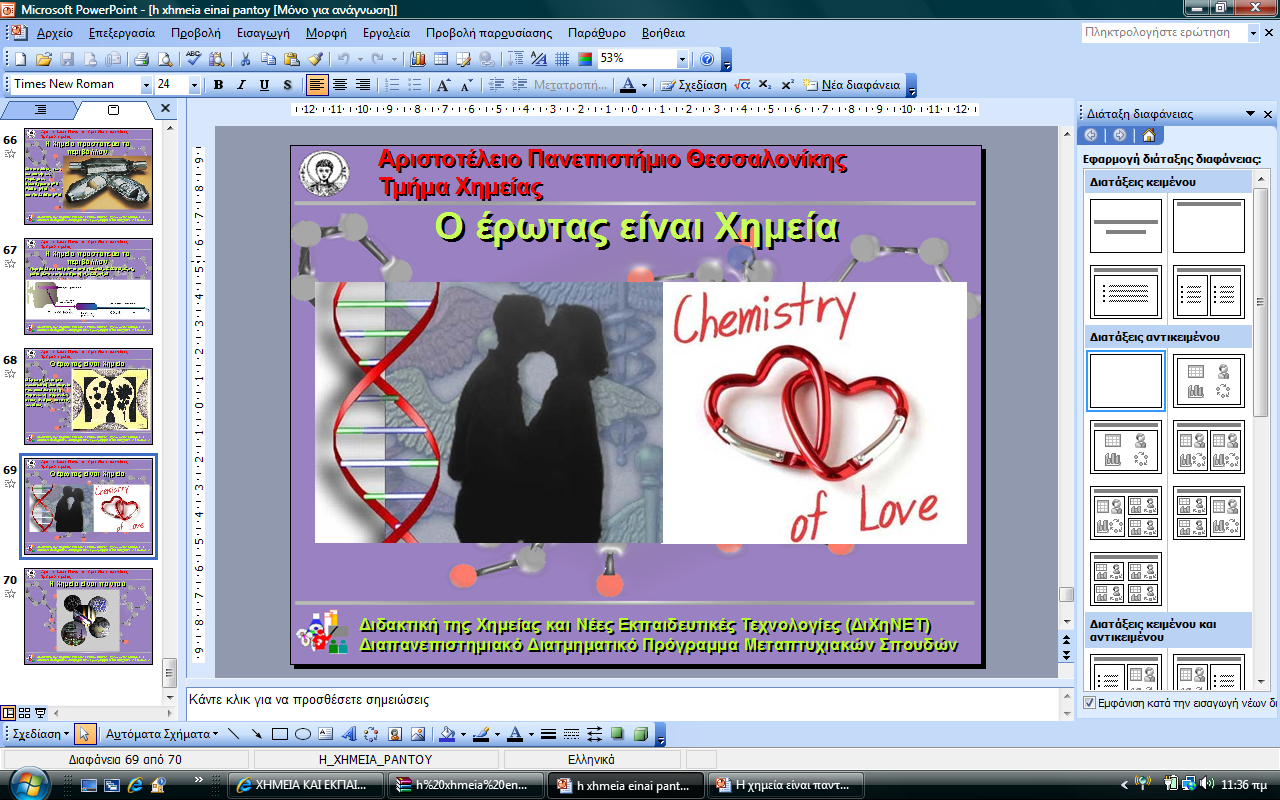 Microsoft PowerPoint - [h xhmeia einai pantoy [Μόνο για ανάγνωση]]
Αρχείο Επεξεργασία Προβολή Εισαγωγή Μορφή Εργαλεία Προβολή παρουσίασης Παράθυρο Βοήθεια
Πληκτρολογήστε ερώτηση
53%
Times New Roman 24 Μετατροπή... Σχεδίαση Νέα διαφάνεια
66
67
68
69
70
Αριστοτέλειο Πανεπιστήμιο Θεσσαλονίκης
Τμήμα Χημείας
Ο έρωτας είναι Χημεία
Chemistry
of Love
Διδακτική της Χημείας και Νέες Εκπαιδευτικές Τεχνολογίες (ΔιΧηΝΕΤ)
Διαπανεπιστημιακό Διατμηματικό Πρόγραμμα Μεταπτυχιακών Σπουδών
Κάντε κλικ για να προσθέσετε σημειώσεις
Διάταξη διαφάνειας
Εφαρμογή διάταξης διαφάνειας:
Διατάξεις κειμένου
Διατάξεις αντικειμένου
Διατάξεις κειμένου και
αντικειμένου
Εμφάνιση κατά την εισαγωγή νέων δι
Σχεδίαση Αυτόματα Σχήματα
Διαφάνεια 69 από 70 H_XHMEIA_PANTOY Ελληνικά
ΧΗΜΕΙΑ ΚΑΙ ΕΚΠΑΙ... h%20xhmeia%20en... h xhmeia einai pant... Η χημεία είναι παντ... 11:36 πμ